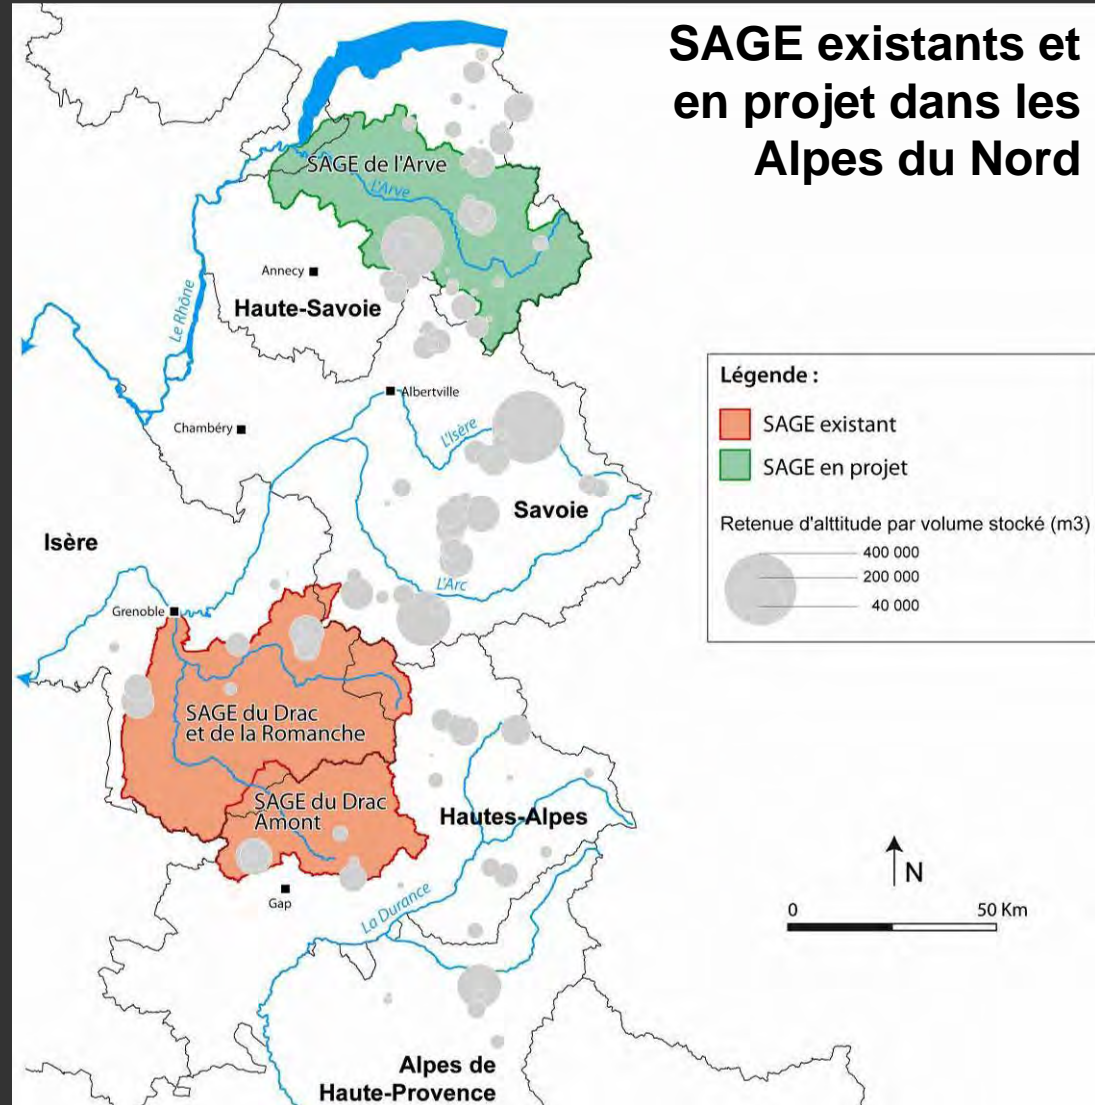 SAGE existants et
en projet dans les
Alpes du Nord
SAGE de l'Arve
L'Arve
Annecy
Haute-Savoie
Le Rhône
Albertville
Chambéry
L'Isère
Savoie
Isère
L'Arc
Grenoble
SAGE du Drac
et de la Romanche
SAGE du Drac
Amont
Hautes-Alpes
Gap
La Durance
Alpes de
Haute-Provence
Légende :
SAGE existant
SAGE en projet
Retenue d'alttitude par volume stocké (m3)
400 000
200 000
40 000
N
0 50 Km